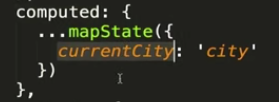 computed: {
  ...mapState({
    currentCity: 'city'
  })
},